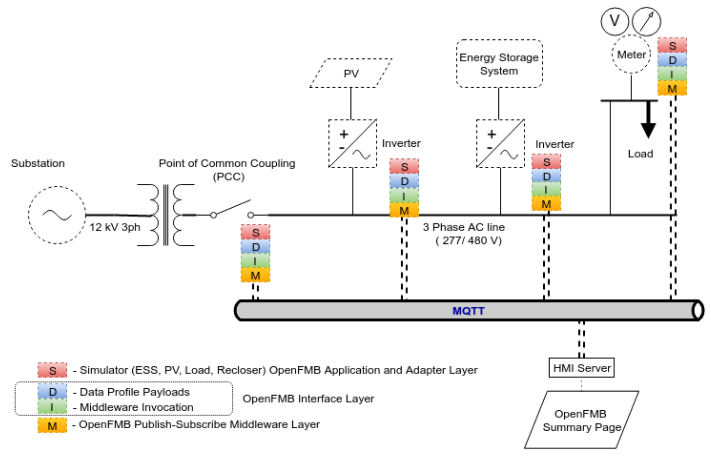 V
Meter
S
D
I
M
Energy Storage
System
PV
+
-
Inverter
+
-
Inverter
Load
Substation
Point of Common Coupling
(PCC)
S
D
I
M
S
D
I
M
12 kV 3ph
3 Phase AC line
( 277/ 480 V)
S
D
I
M
MQTT
HMI Server
OpenFMB
Summary Page
S - Simulator (ESS, PV, Load, Recloser) OpenFMB Application and Adapter Layer
D - Data Profile Payloads
I - Middleware Invocation
OpenFMB Interface Layer
M - OpenFMB Publish-Subscribe Middleware Layer